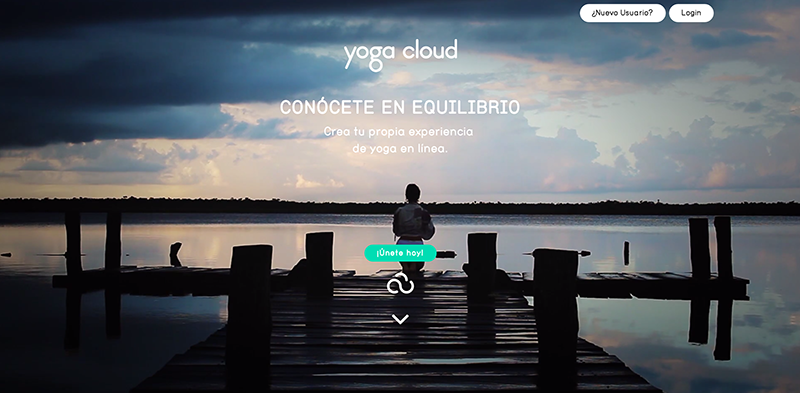 ¿Nuevo Usuario?
Login
yoga cloud
CONÓCETE EN EQUILIBRIO
Crea tu propia experiencia
de yoga en línea.
¡Únete hoy!